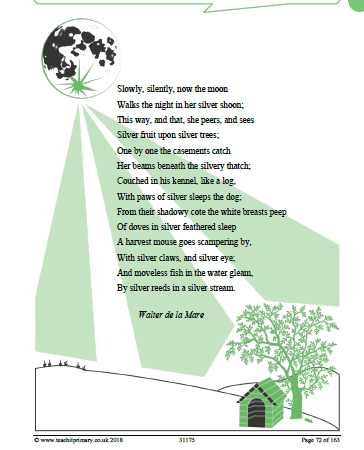 Slowly, silently, now the moon
Walks the night in her silver shoon;
This way, and that, she peers, and sees
Silver fruit upon silver trees;
One by one the casements catch
Her beams beneath the silvery thatch;
Couched in his kennel, like a log,
With paws of silver sleeps the dog;
From their shadowy cote the white breasts peep
Of doves in silver feathered sleep
A harvest mouse goes scampering by,
With silver claws, and silver eye;
And moveless fish in the water gleam,
By silver reeds in a silver stream.
Walter de la Mare
© www.teachitprimary.co.uk 2018 31175 Page 72 of 163